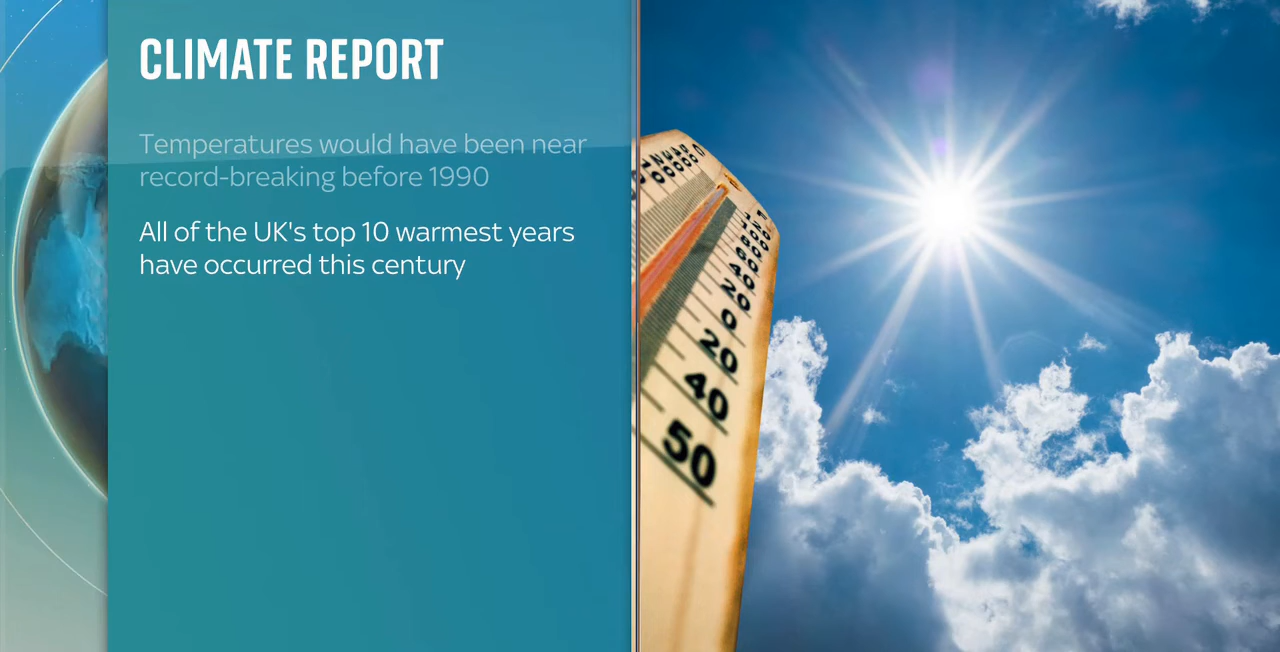 CLIMATE REPORT
Temperatures would have been near
record-breaking before 1990
All of the UK's top 10 warmest years
have occurred this century
20
0
20
40
50